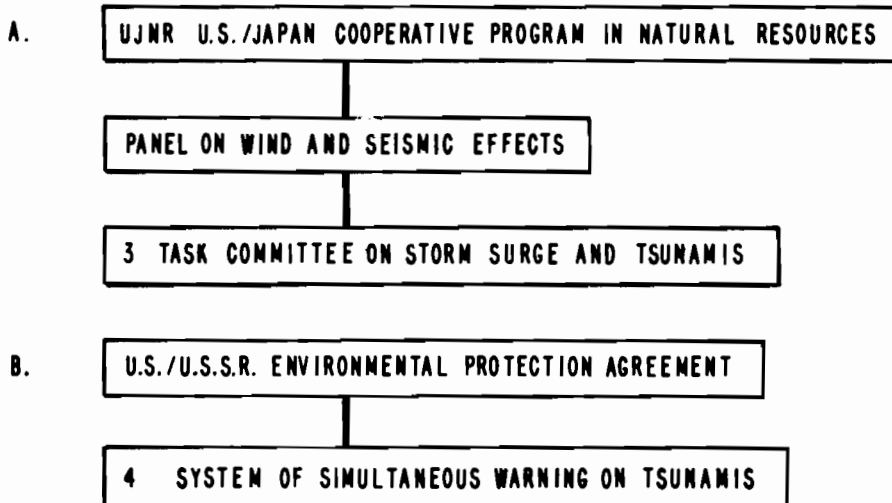 A. UJNR U.S./JAPAN COOPERATIVE PROGRAM IN NATURAL RESOURCES
PANEL ON WIND AND SEISMIC EFFECTS
3 TASK COMMITTEE ON STORM SURGE AND TSUNAMIS
B. U.S./U.S.S.R. ENVIRONMENTAL PROTECTION AGREEMENT
4 SYSTEM OF SIMULTANEOUS WARNING ON TSUNAMIS